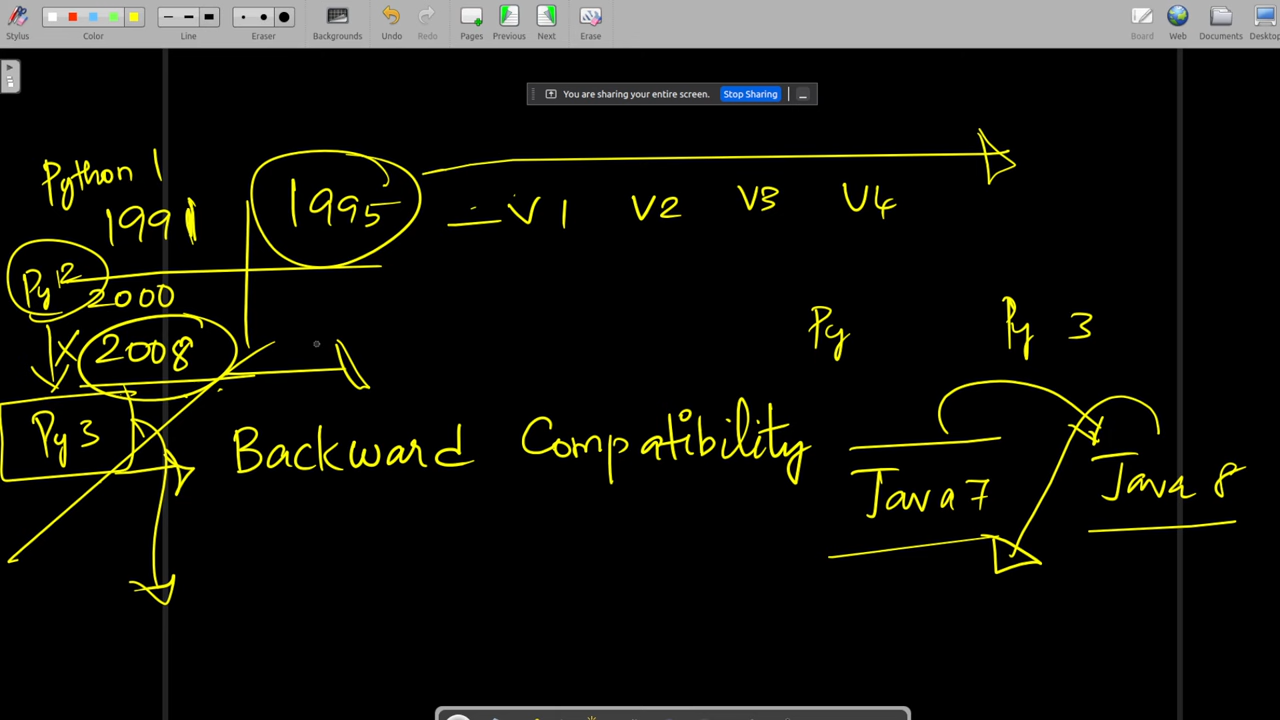 Stylus Color Line Eraser Backgrounds Undo Redo Pages Previous Next Erase Board Web Documents Desktop
You are sharing your entire screen. Stop Sharing
Python 1
1991
1995
V1 V2 V3 V4
Py 2
2000
2008
Py Py 3
Py 3
Backward Compatibility
Java 7
Java 8